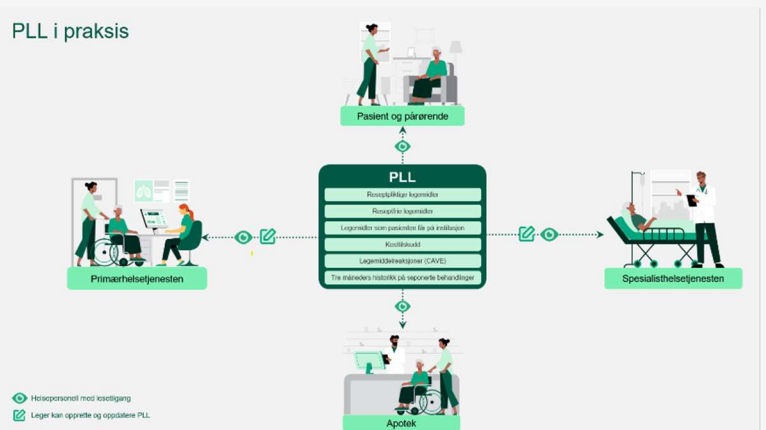 PLL i praksis
Pasient og pårørende
PLL
Reseptpliktige legemidler
Reseptfrie legemidler
Legemidler som pasienten får på institusjon
Kosttilskudd
Legemiddelreaksjoner (CAVE)
Tre måneders historikk på seponerte behandlinger
Primærhelsetjenesten
Spesialisthelsetjenesten
Apotek
Helsepersonell med lesetilgang
Leger kan opprette og oppdatere PLL